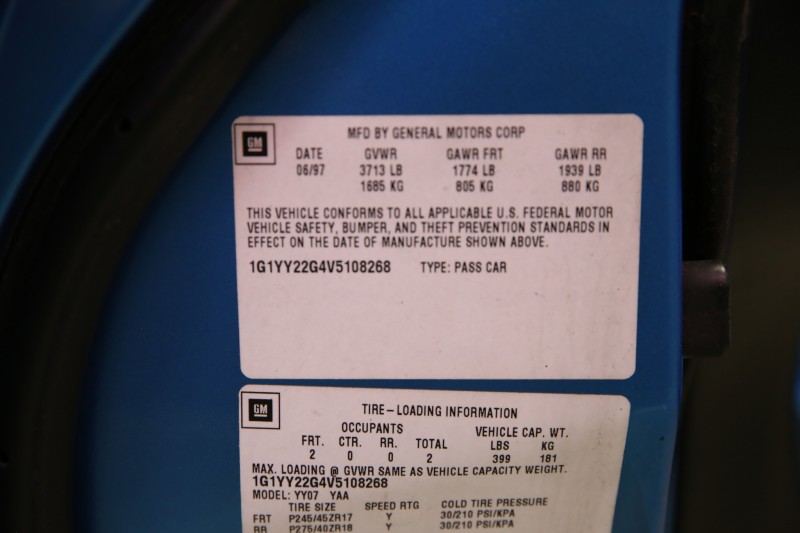 GM
MFD BY GENERAL MOTORS CORP
DATE GVWR GAWR FRT GAWR RR
06/97 3713 LB 1774 LB 1939 LB
1685 KG 805 KG 880 KG
THIS VEHICLE CONFORMS TO ALL APPLICABLE U.S. FEDERAL MOTOR
VEHICLE SAFETY, BUMPER, AND THEFT PREVENTION STANDARDS IN
EFFECT ON THE DATE OF MANUFACTURE SHOWN ABOVE.
1G1YY22G4V5108268 TYPE: PASS CAR
GM
TIRE-LOADING INFORMATION
OCCUPANTS VEHICLE CAP. WT.
FRT. CTR. RR. TOTAL LBS KG
2 0 0 2 399 181
MAX. LOADING @ GVWR SAME AS VEHICLE CAPACITY WEIGHT.
1G1YY22G4V5108268
MODEL: YY07 YAA
TIRE SIZE SPEED RTG COLD TIRE PRESSURE
FRT P245/45ZR17 Y 30/210 PSI/KPA
RR P275/40ZR18 Y 30/210 PSI/KPA